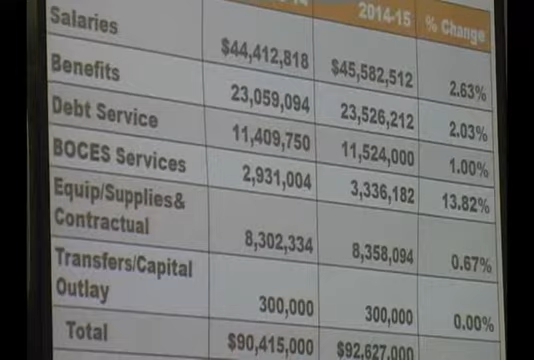 2014-15 % Change
Salaries $44,412,818 $45,582,512 2.63%
Benefits 23,059,094 23,526,212 2.03%
Debt Service 11,409,750 11,524,000 1.00%
BOCES Services 2,931,004 3,336,182 13.82%
Equip/Supplies&
Contractual 8,302,334 8,358,094 0.67%
Transfers/Capital
Outlay 300,000 300,000 0.00%
Total $90,415,000 $92,627,000